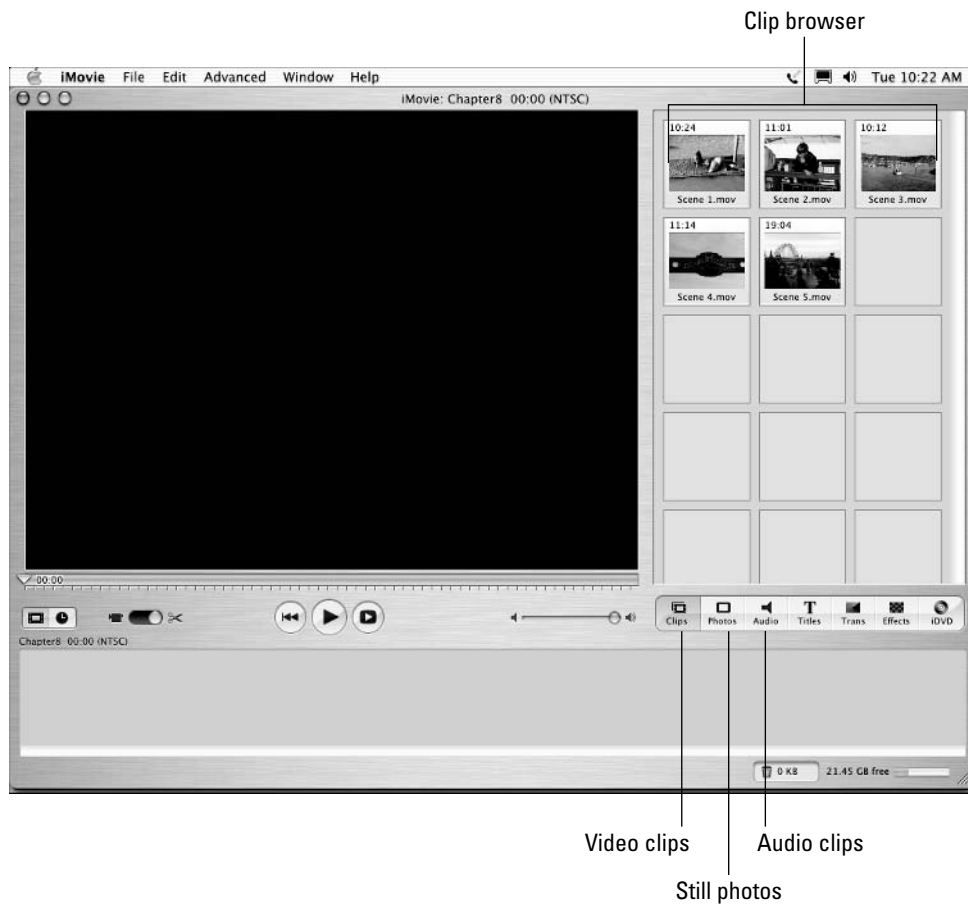 Clip browser
iMovie File Edit Advanced Window Help Tue 10:22 AM
iMovie: Chapter8 00:00 (NTSC)
10:24 11:01 10:12
Scene 1.mov Scene 2.mov Scene 3.mov
11:14 19:04
Scene 4.mov Scene 5.mov
00:00
Clips Photos Audio Titles Trans Effects iDVD
Chapter8 00:00 (NTSC)
0 KB 21.45 GB free
Video clips Audio clips
Still photos